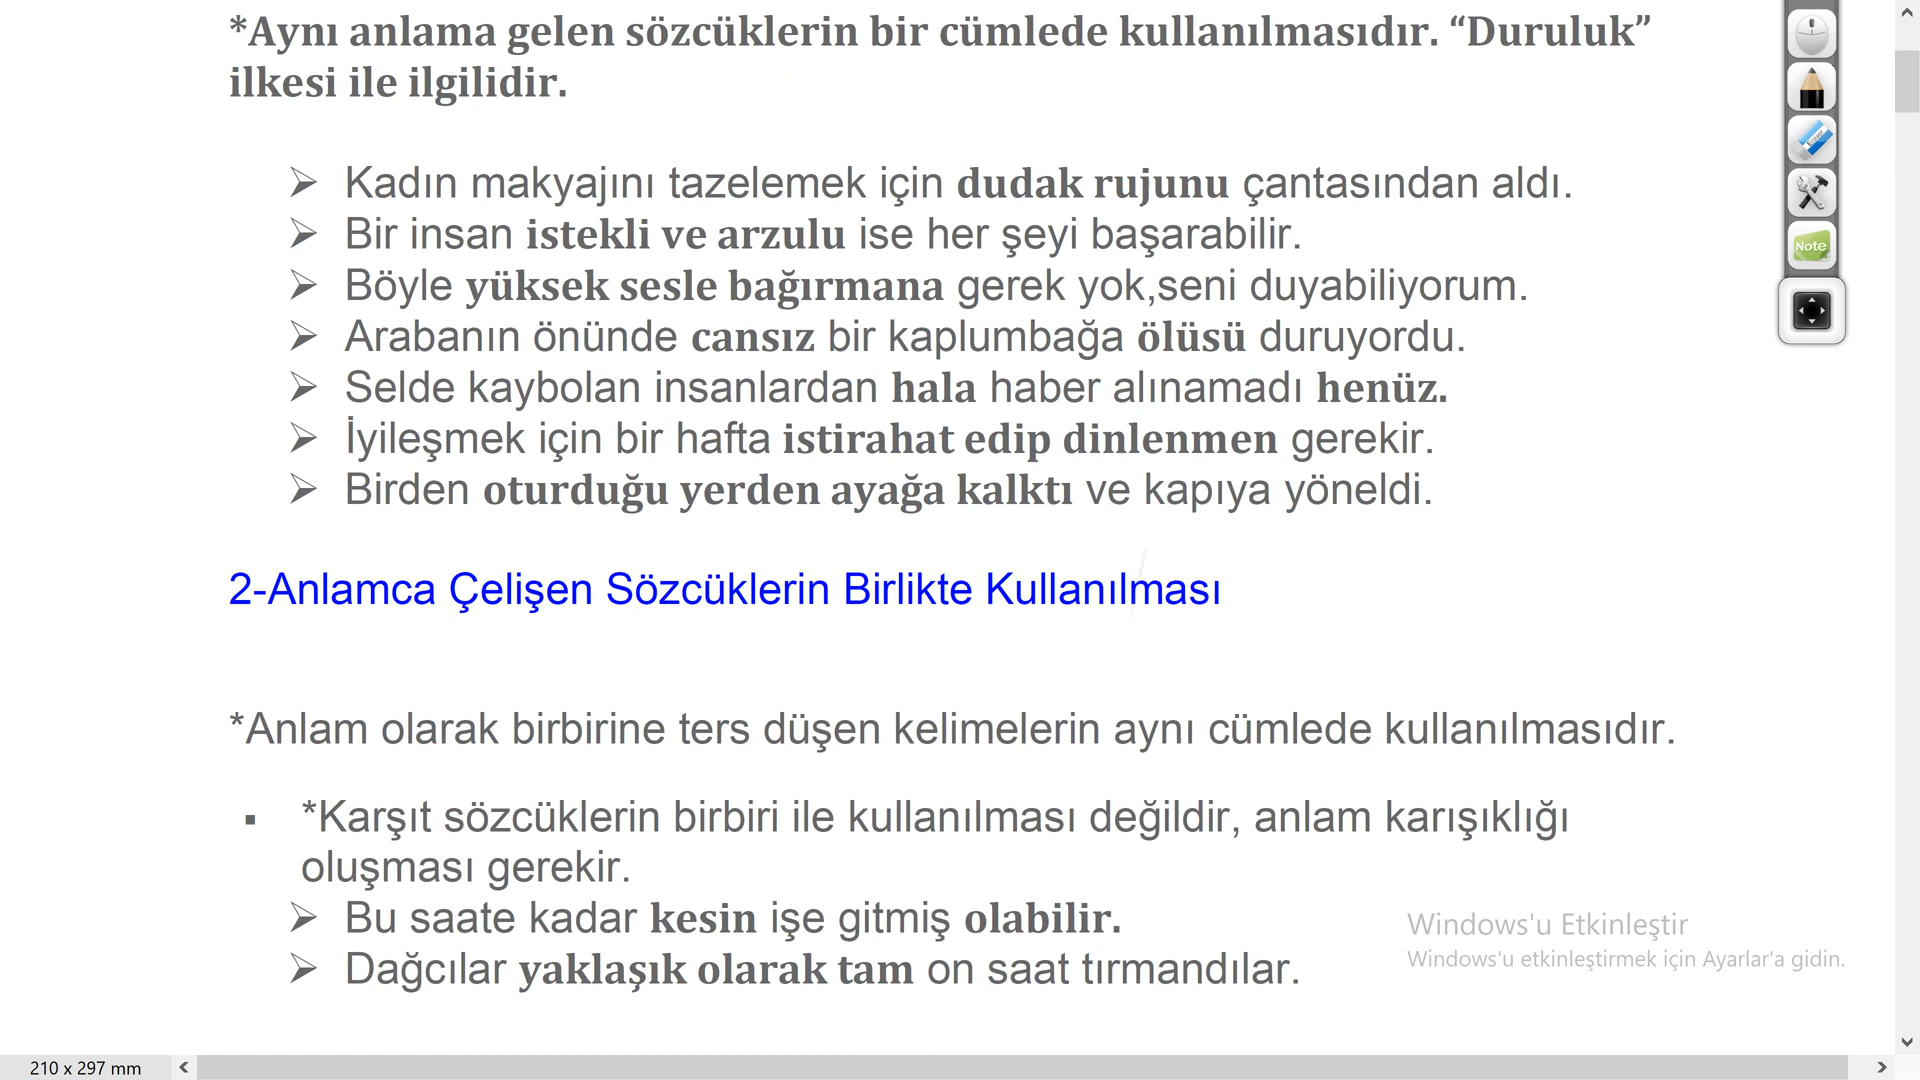 *Aynı anlama gelen sözcüklerin bir cümlede kullanılmasıdır. “Duruluk”
ilkesi ile ilgilidir.
➢ Kadın makyajını tazelemek için dudak rujunu çantasından aldı.
➢ Bir insan istekli ve arzulu ise her şeyi başarabilir.
➢ Böyle yüksek sesle bağırmana gerek yok,seni duyabiliyorum.
➢ Arabanın önünde cansız bir kaplumbağa ölüsü duruyordu.
➢ Selde kaybolan insanlardan hala haber alınamadı henüz.
➢ İyileşmek için bir hafta istirahat edip dinlenmen gerekir.
➢ Birden oturduğu yerden ayağa kalktı ve kapıya yöneldi.
2-Anlamca Çelişen Sözcüklerin Birlikte Kullanılması
*Anlam olarak birbirine ters düşen kelimelerin aynı cümlede kullanılmasıdır.
▪ *Karşıt sözcüklerin birbiri ile kullanılması değildir, anlam karışıklığı
oluşması gerekir.
➢ Bu saate kadar kesin işe gitmiş olabilir.
➢ Dağcılar yaklaşık olarak tam on saat tırmandılar.
Windows'u Etkinleştir
Windows'u etkinleştirmek için Ayarlar'a gidin.
Eraser
Note
210 x 297 mm